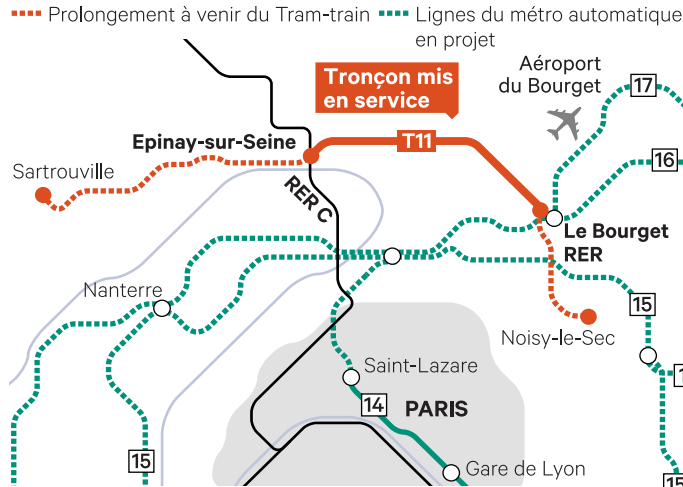 Prolongement à venir du Tram-train
Lignes du métro automatique
en projet
Tronçon mis
en service
Aéroport
du Bourget
17
Epinay-sur-Seine
T11
16
Sartrouville
RER C
Le Bourget
RER
Nanterre
15
Noisy-le-Sec
Saint-Lazare
14
PARIS
15
Gare de Lyon
15